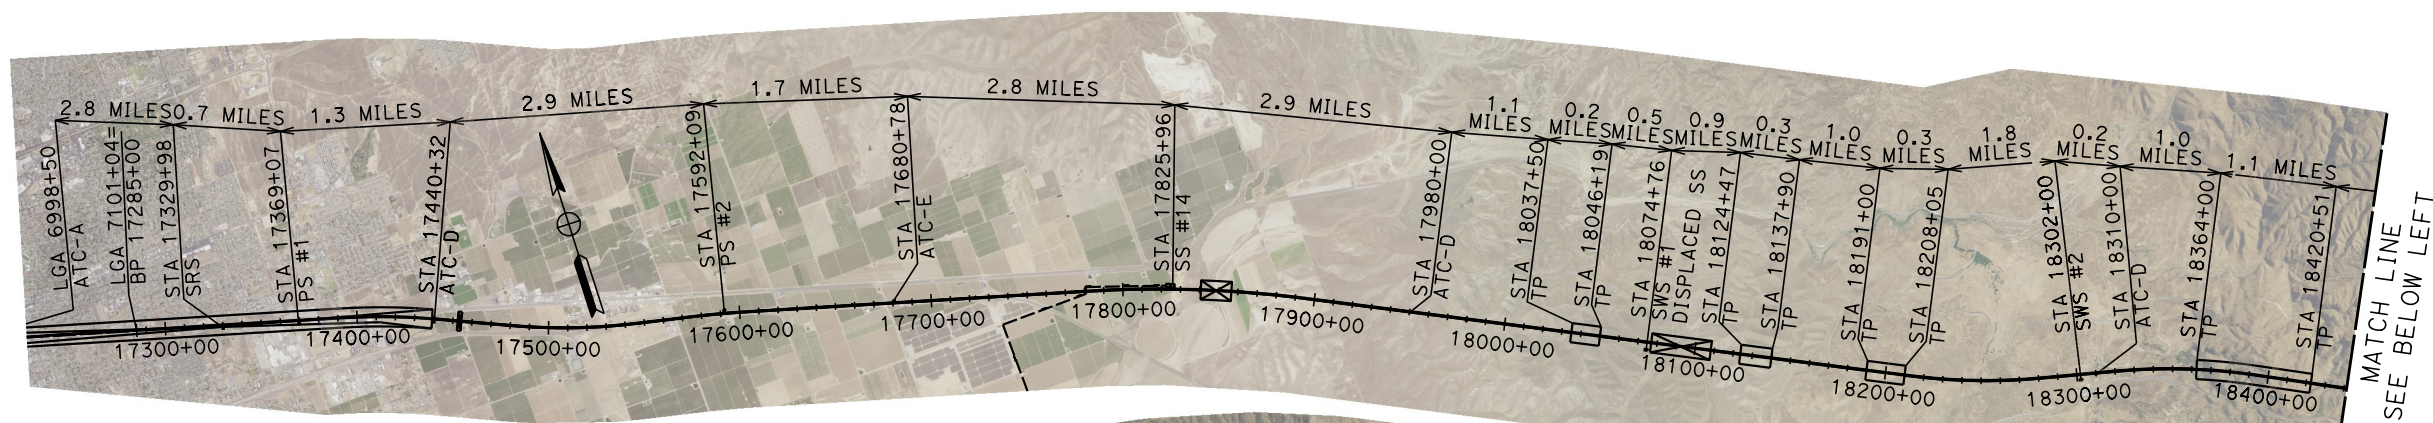 2.8 MILES
0.7 MILES
1.3 MILES
2.9 MILES
1.7 MILES
2.8 MILES
2.9 MILES
1.1
MILES
0.2
MILES
0.5
MILES
0.9
MILES
0.3
MILES
1.0
MILES
0.3
MILES
1.8
MILES
0.2
MILES
1.0
MILES
1.1 MILES
LGA 6998+50
ATC-A
LGA 7101+04=
BP 17285+00
STA 17329+98
SRS
STA 17369+07
PS #1
STA 17440+32
ATC-D
STA 17592+09
PS #2
STA 17680+78
ATC-E
STA 17825+96
SS #14
STA 17980+00
ATC-D
STA 18037+50
TP
STA 18046+19
TP
STA 18074+76
SWS #1
DISPLACED SS
STA 18124+47
TP
STA 18137+90
TP
STA 18191+00
TP
STA 18208+05
TP
STA 18302+00
SWS #2
STA 18310+00
ATC-D
STA 18364+00
TP
STA 18420+51
TP
17300+00
17400+00
17500+00
17600+00
17700+00
17800+00
17900+00
18000+00
18100+00
18200+00
18300+00
18400+00
MATCH LINE
SEE BELOW LEFT